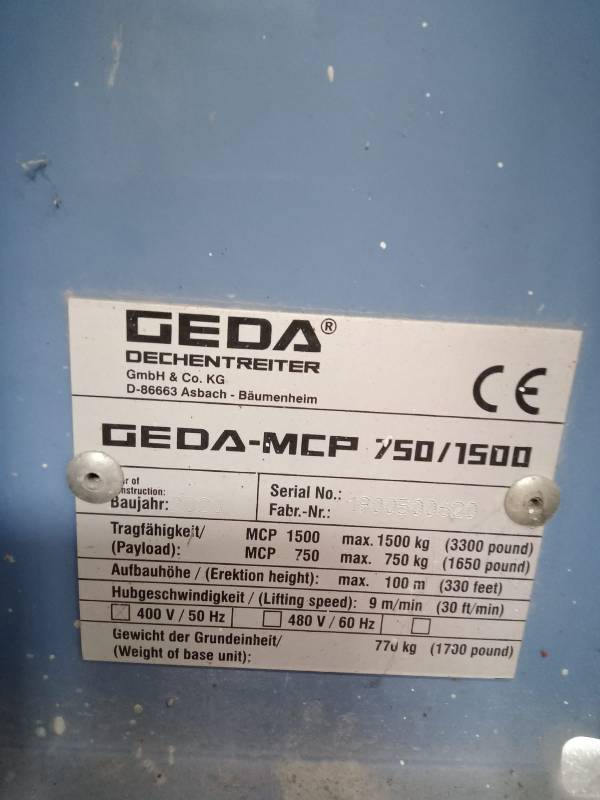 GEDA®
DECHENTREITER
GmbH & Co. KG
D-86663 Asbach - Bäumenheim
CE
GEDA-MCP 750/1500
of
Baujahr:
Serial No.:
Fabr.-Nr.:
Tragfähigkeit/ MCP 1500 max. 1500 kg (3300 pound)
(Payload): MCP 750 max. 750 kg (1650 pound)
Aufbauhöhe / (Erektion height): max. 100 m (330 feet)
Hubgeschwindigkeit / (Lifting speed): 9 m/min (30 ft/min)
400 V / 50 Hz 480 V / 60 Hz
Gewicht der Grundeinheit/ 770 kg (1730 pound)
(Weight of base unit):